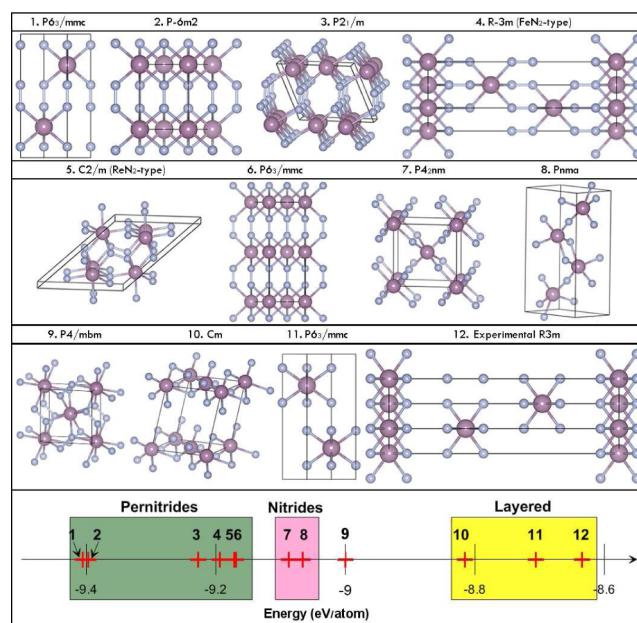 1. P6₃/mmc 2. P-6m2 3. P2₁/m 4. R-3m (FeN₂-type)
5. C2/m (ReN₂-type) 6. P6₃/mmc 7. P4₂nm 8. Pnma
9. P4/mbm 10. Cm 11. P6₃/mmc 12. Experimental R3m
Pernitrides Nitrides Layered
1 2 3 4 5 6 7 8 9 10 11 12
-9.4 -9.2 -9 -8.8 -8.6
Energy (eV/atom)